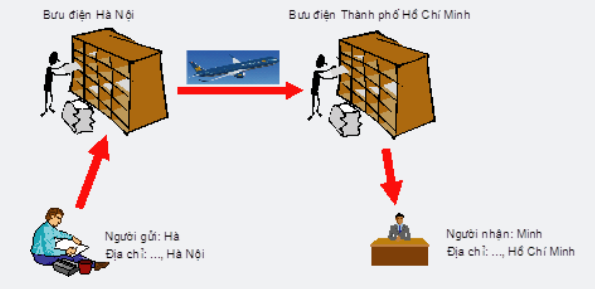 Bưu điện Hà Nội
Bưu điện Thành phố Hồ Chí Minh
Người gửi: Hà
Địa chỉ: ..., Hà Nội
Người nhận: Minh
Địa chỉ: ..., Hồ Chí Minh